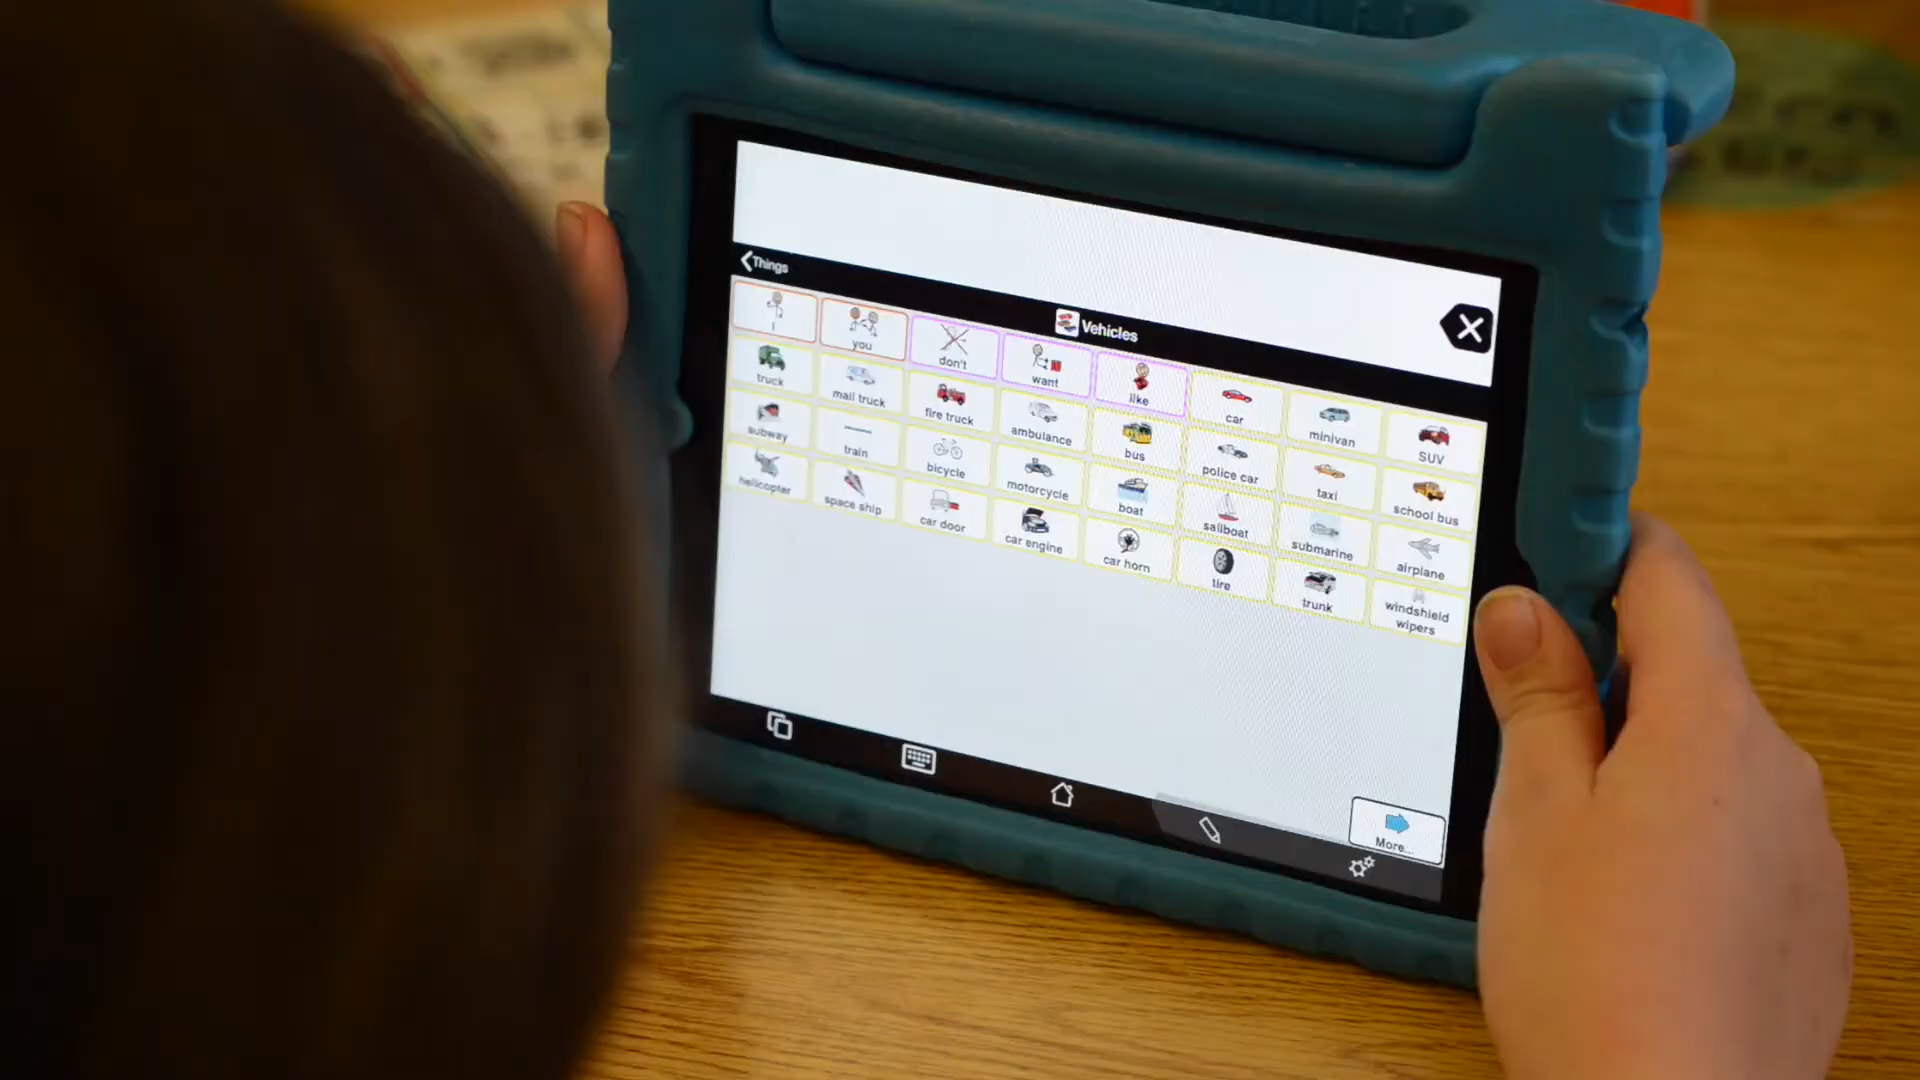 Things
Vehicles
I you don't want like car minivan SUV
truck mail truck fire truck ambulance bus police car taxi school bus
subway train bicycle motorcycle boat sailboat submarine airplane
helicopter space ship car door car engine car horn tire trunk windshield wipers
More...